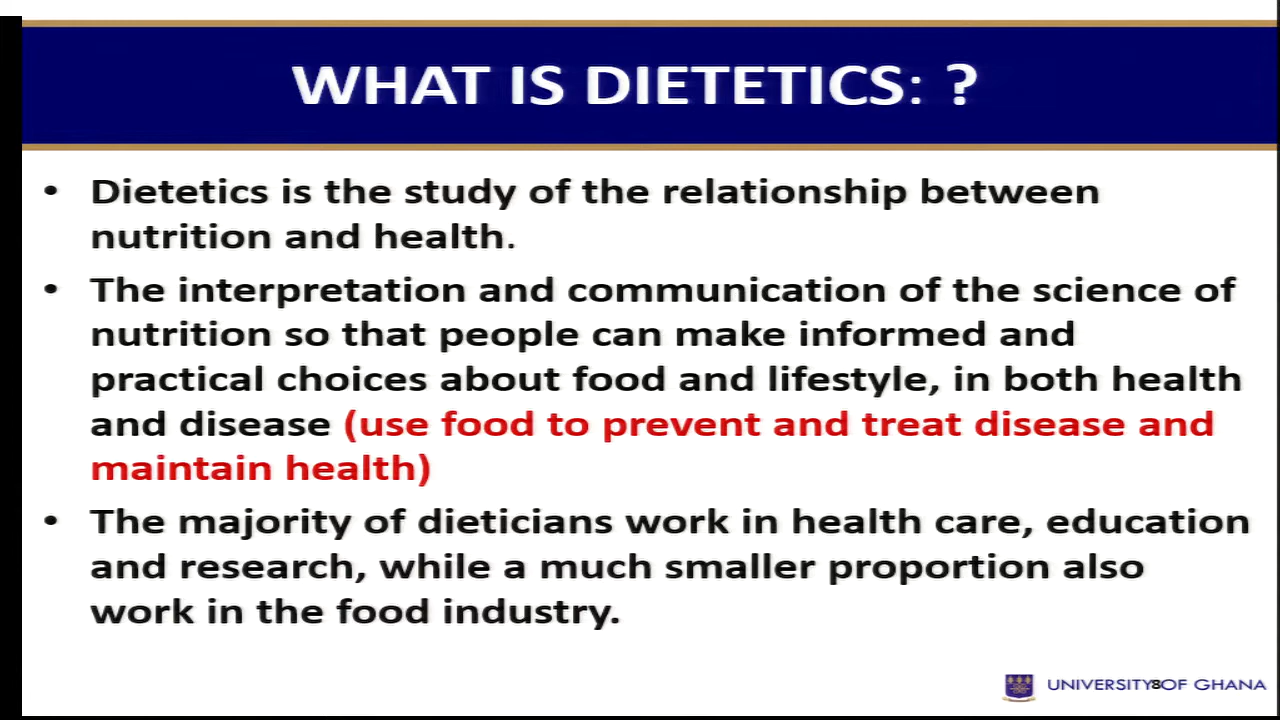 WHAT IS DIETETICS: ?
• Dietetics is the study of the relationship between
nutrition and health.
• The interpretation and communication of the science of
nutrition so that people can make informed and
practical choices about food and lifestyle, in both health
and disease (use food to prevent and treat disease and
maintain health)
• The majority of dieticians work in health care, education
and research, while a much smaller proportion also
work in the food industry.
UNIVERSITY OF GHANA
8